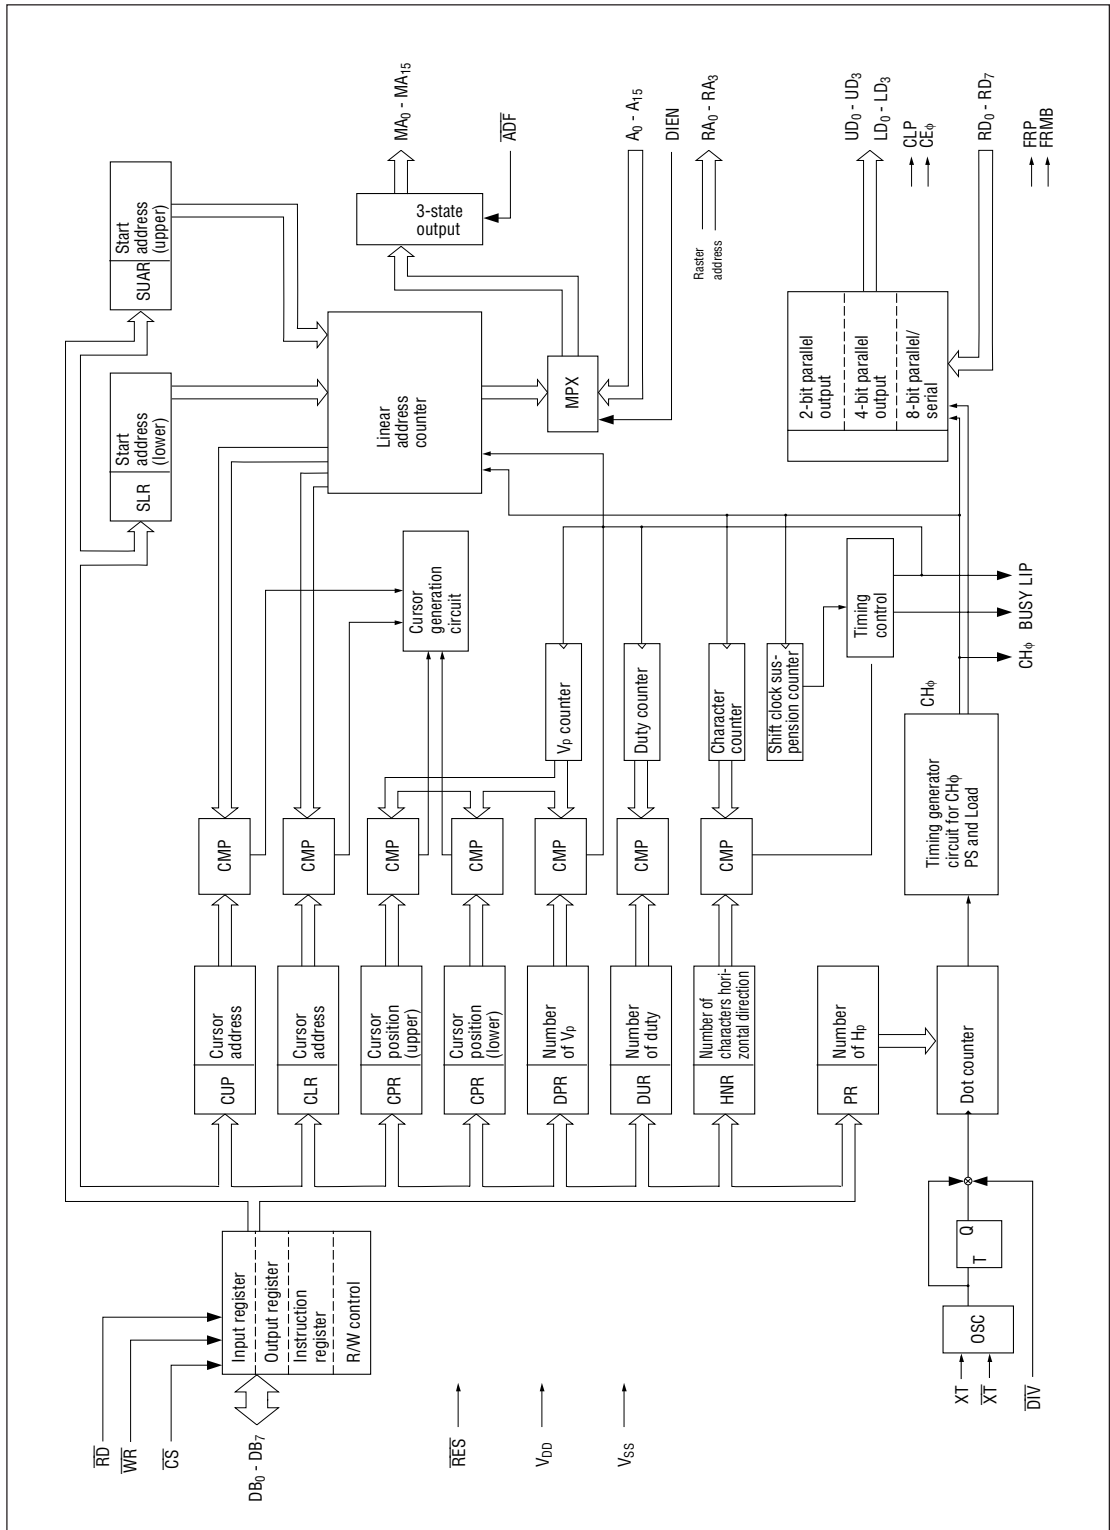 RD
WR
CS
DB0 - DB7
RES
VDD
VSS
Input register
Output register
Instruction
register
R/W control
XT
XT
DIV
OSC
T
Q
SLR
Start
address
(lower)
SUAR
Start
address
(upper)
CUP
Cursor
address
CLR
Cursor
address
CPR
Cursor
position
(upper)
CPR
Cursor
position
(lower)
DPR
Number
of Vp
DUR
Number
of duty
HNR
Number of
characters hori-
zontal direction
PR
Number
of Hp
Dot counter
CMP
CMP
CMP
CMP
CMP
CMP
CMP
Timing generator
circuit for CHφ
PS and Load
CHφ
Vp counter
Duty counter
Character
counter
Shift clock sus-
pension counter
Timing
control
Cursor
generation
circuit
Linear
address
counter
MPX
3-state
output
2-bit parallel
output
4-bit parallel
output
8-bit parallel/
serial
CHφ
BUSY
LIP
MA0 - MA15
ADF
A0 - A15
DIEN
Raster
address
RA0 - RA3
UD0 - UD3
LD0 - LD3
CLP
CEφ
RD0 - RD7
FRP
FRMB